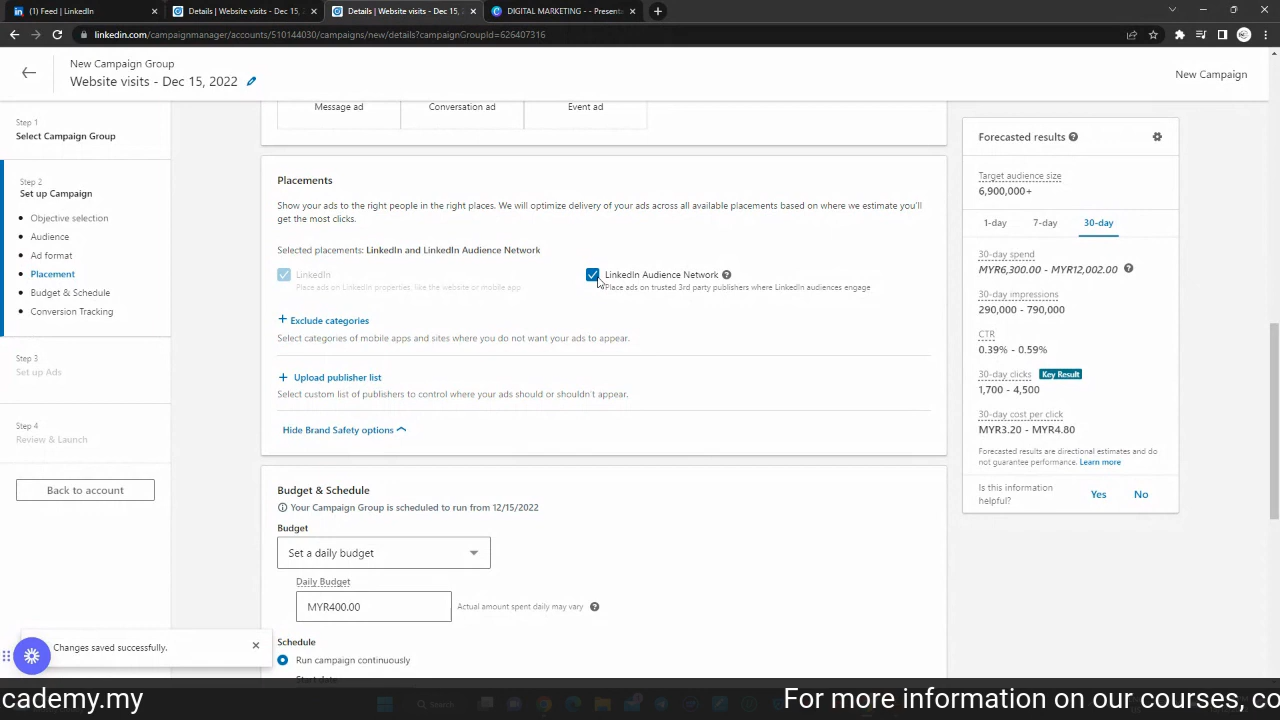 (1) Feed | LinkedIn
Details | Website visits - Dec 15,
Details | Website visits - Dec 15,
DIGITAL MARKETING - - Presenta
linkedin.com/campaignmanager/accounts/510144030/campaigns/new/details?campaignGroupId=626407316
New Campaign Group
Website visits - Dec 15, 2022
New Campaign
Step 1
Select Campaign Group
Step 2
Set up Campaign
Objective selection
Audience
Ad format
Placement
Budget & Schedule
Conversion Tracking
Step 3
Set up Ads
Step 4
Review & Launch
Back to account
Message ad
Conversation ad
Event ad
Placements
Show your ads to the right people in the right places. We will optimize delivery of your ads across all available placements based on where we estimate you'll
get the most clicks.
Selected placements: LinkedIn and LinkedIn Audience Network
LinkedIn
Place ads on LinkedIn properties, like the website or mobile app
LinkedIn Audience Network
Place ads on trusted 3rd party publishers where LinkedIn audiences engage
Exclude categories
Select categories of mobile apps and sites where you do not want your ads to appear.
Upload publisher list
Select custom list of publishers to control where your ads should or shouldn't appear.
Hide Brand Safety options
Budget & Schedule
Your Campaign Group is scheduled to run from 12/15/2022
Budget
Set a daily budget
Daily Budget
MYR400.00
Actual amount spent daily may vary
Schedule
Run campaign continuously
Start date
Forecasted results
Target audience size
6,900,000+
1-day
7-day
30-day
30-day spend
MYR6,300.00 - MYR12,002.00
30-day impressions
290,000 - 790,000
CTR
0.39% - 0.59%
30-day clicks Key Result
1,700 - 4,500
30-day cost per click
MYR3.20 - MYR4.80
Forecasted results are directional estimates and do
not guarantee performance. Learn more
Is this information
helpful?
Yes
No
Changes saved successfully.
Search
cademy.my
For more information on our courses, co